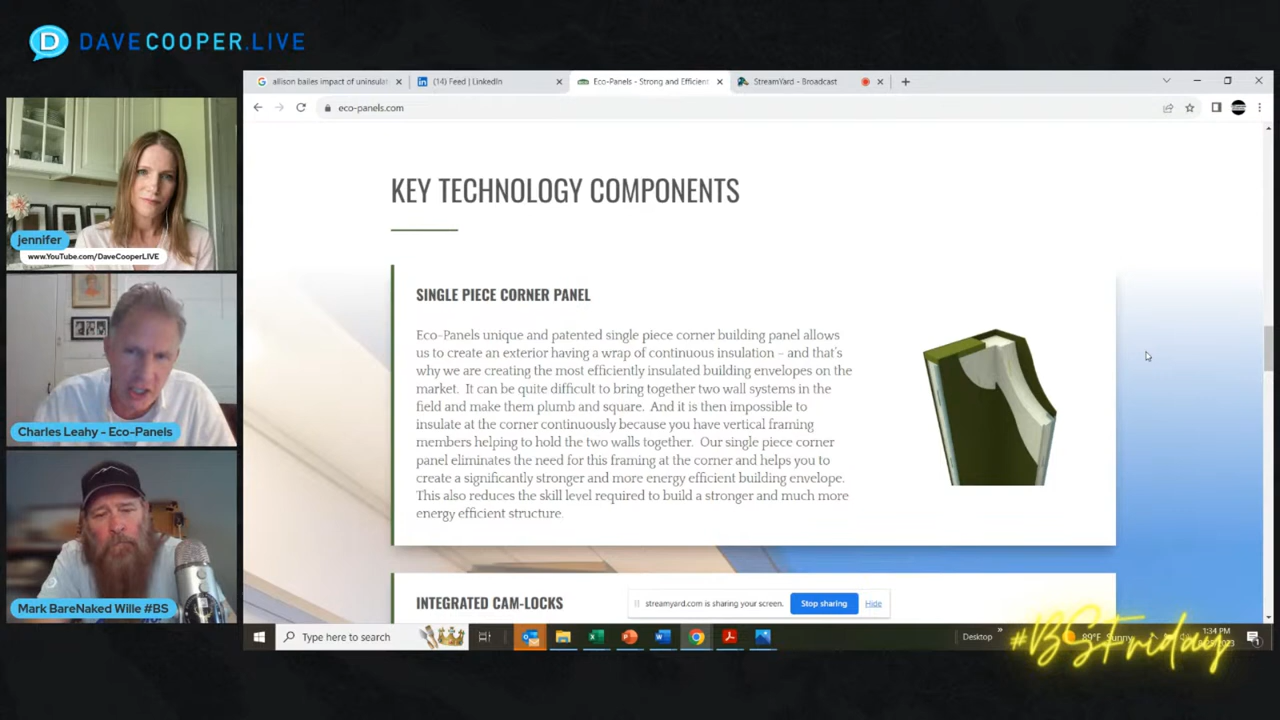 DAVECOOPER.LIVE
allison bailes impact of uninsulat
(14) Feed | LinkedIn
Eco-Panels - Strong and Efficient
StreamYard - Broadcast
eco-panels.com
jennifer
www.YouTube.com/DaveCooperLIVE
Charles Leahy - Eco-Panels
Mark BareNaked Wille #BS
KEY TECHNOLOGY COMPONENTS
SINGLE PIECE CORNER PANEL
Eco-Panels unique and patented single piece corner building panel allows
us to create an exterior having a wrap of continuous insulation – and that's
why we are creating the most efficiently insulated building envelopes on the
market. It can be quite difficult to bring together two wall systems in the
field and make them plumb and square. And it is then impossible to
insulate at the corner continuously because you have vertical framing
members helping to hold the two walls together. Our single piece corner
panel eliminates the need for this framing at the corner and helps you to
create a significantly stronger and more energy efficient building envelope.
This also reduces the skill level required to build a stronger and much more
energy efficient structure.
INTEGRATED CAM-LOCKS
streamyard.com is sharing your screen.
Stop sharing
Hide
Type here to search
Desktop
89°F Sunny
1:34 PM
#BSFriday